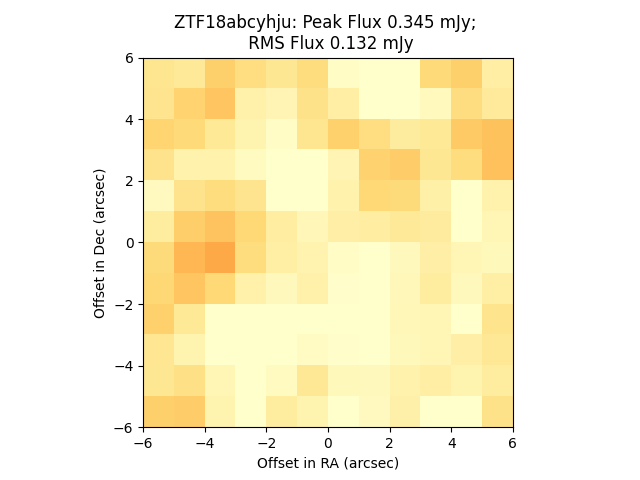 ZTF18abcyhju: Peak Flux 0.345 mJy;
RMS Flux 0.132 mJy
6
4
2
0
−2
−4
−6
Offset in Dec (arcsec)
−6 −4 −2 0 2 4 6
Offset in RA (arcsec)